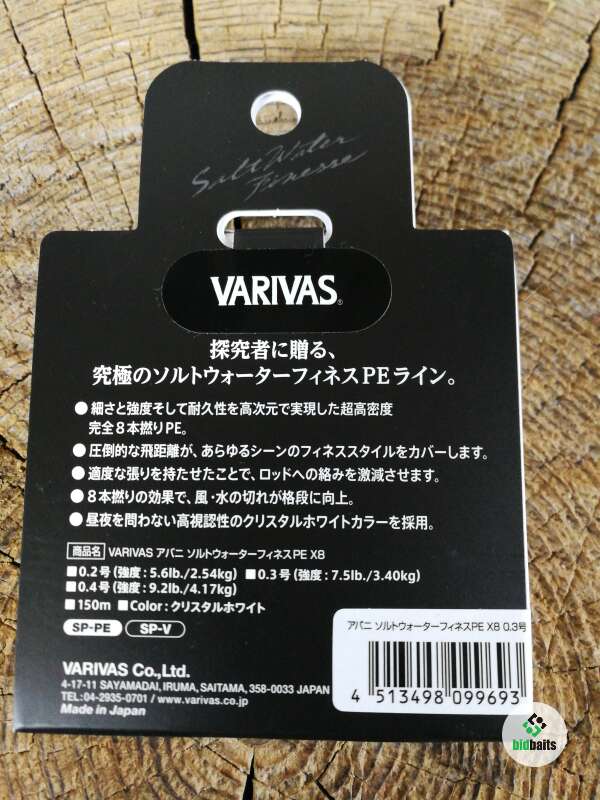 Salt Water
Finesse
VARIVAS®
探究者に贈る、
究極のソルトウォーターフィネスPEライン。
●細さと強度そして耐久性を高次元で実現した超高密度
完全8本撚りPE。
●圧倒的な飛距離が、あらゆるシーンのフィネススタイルをカバーします。
●適度な張りを持たせたことで、ロッドへの絡みを激減させます。
●8本撚りの効果で、風・水の切れが格段に向上。
●昼夜を問わない高視認性のクリスタルホワイトカラーを採用。
商品名 VARIVAS アバニ ソルトウォーターフィネスPE X8
■0.2号(強度:5.6lb./2.54kg) ■0.3号(強度:7.5lb./3.40kg)
■0.4号(強度:9.2lb./4.17kg)
■150m ■Color:クリスタルホワイト
SP-PE SP-V
アバニ ソルトウォーターフィネスPE X8 0.3号
4 513498 099693
VARIVAS Co.,Ltd.
4-17-11 SAYAMADAI, IRUMA, SAITAMA, 358-0033 JAPAN
TEL:04-2935-0701 / www.varivas.co.jp
Made in Japan
bidbaits